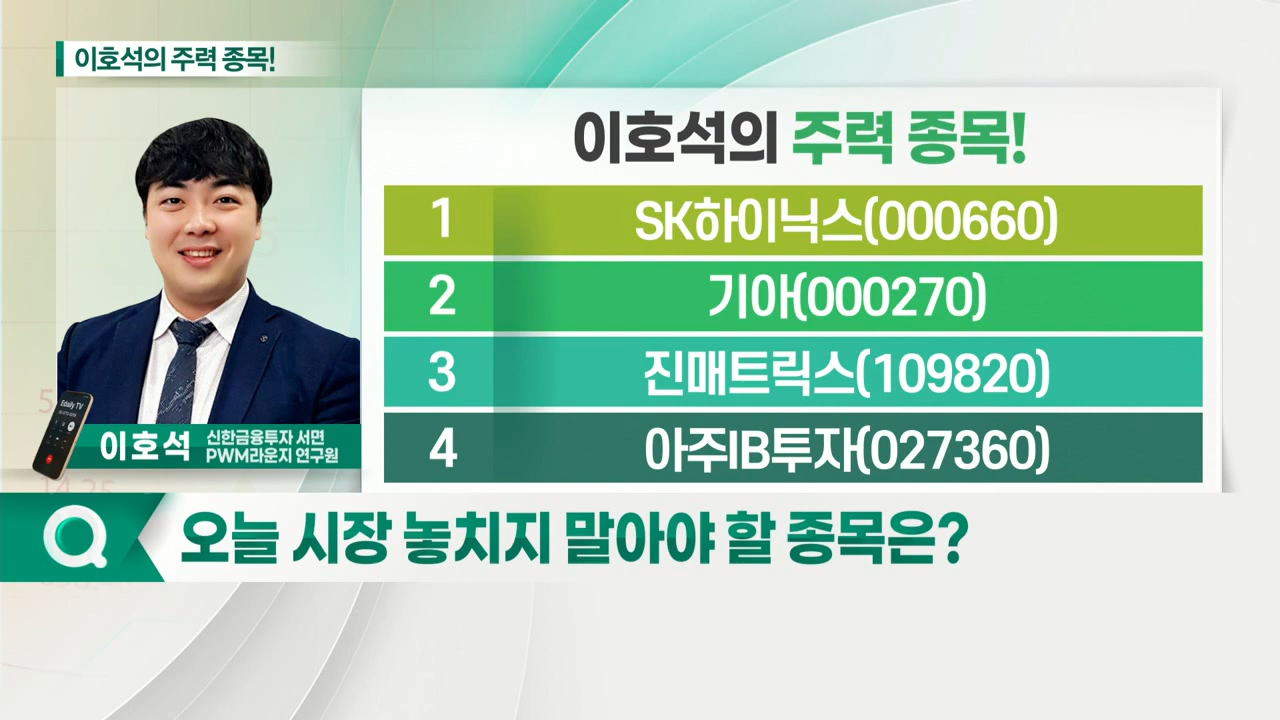 이호석의 주력 종목!
이호석의 주력 종목!
1 SK하이닉스(000660)
2 기아(000270)
3 진매트릭스(109820)
4 아주IB투자(027360)
Edaily TV
이호석 신한금융투자 서면
PWM라운지 연구원
오늘 시장 놓치지 말아야 할 종목은?